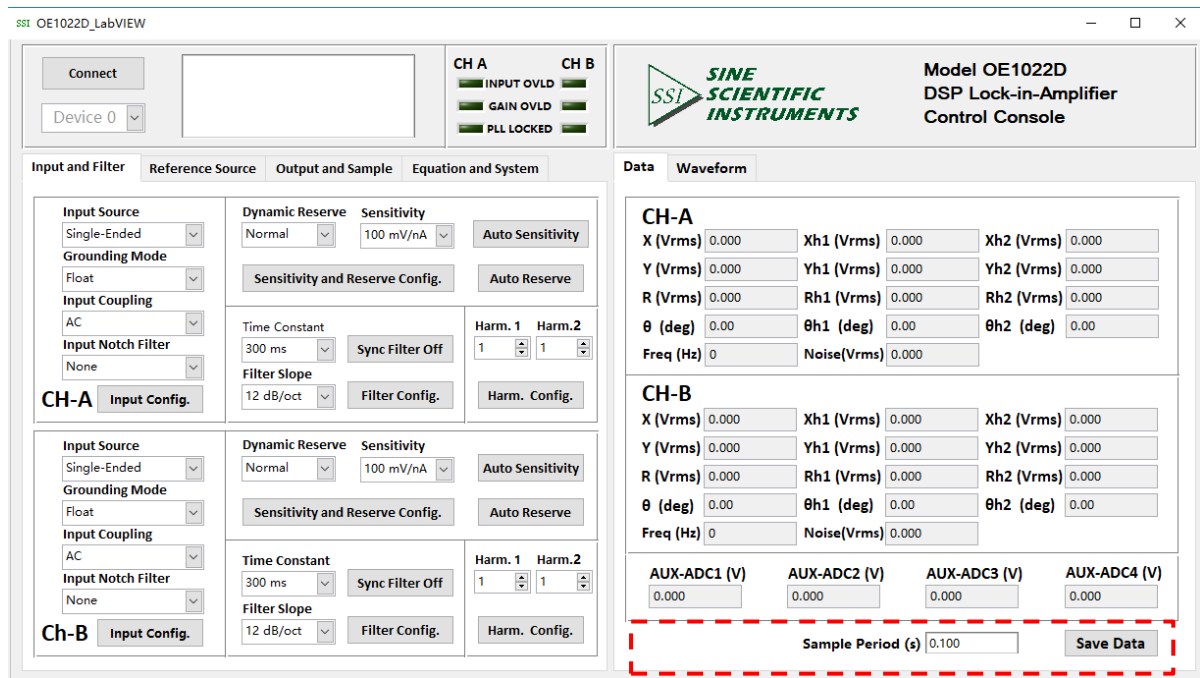 SSI OE1022D_LabVIEW
Connect
Device 0
CH A CH B
INPUT OVLD
GAIN OVLD
PLL LOCKED
SSI
SINE
SCIENTIFIC
INSTRUMENTS
Model OE1022D
DSP Lock-in-Amplifier
Control Console
Input and Filter Reference Source Output and Sample Equation and System
Input Source
Single-Ended
Grounding Mode
Float
Input Coupling
AC
Input Notch Filter
None
CH-A Input Config.
Dynamic Reserve Sensitivity
Normal 100 mV/nA Auto Sensitivity
Sensitivity and Reserve Config. Auto Reserve
Time Constant
300 ms Sync Filter Off
Filter Slope
12 dB/oct Filter Config.
Harm. 1 Harm.2
1 1
Harm. Config.
Input Source
Single-Ended
Grounding Mode
Float
Input Coupling
AC
Input Notch Filter
None
Ch-B Input Config.
Dynamic Reserve Sensitivity
Normal 100 mV/nA Auto Sensitivity
Sensitivity and Reserve Config. Auto Reserve
Time Constant
300 ms Sync Filter Off
Filter Slope
12 dB/oct Filter Config.
Harm. 1 Harm.2
1 1
Harm. Config.
Data Waveform
CH-A
X (Vrms) 0.000 Xh1 (Vrms) 0.000 Xh2 (Vrms) 0.000
Y (Vrms) 0.000 Yh1 (Vrms) 0.000 Yh2 (Vrms) 0.000
R (Vrms) 0.000 Rh1 (Vrms) 0.000 Rh2 (Vrms) 0.000
θ (deg) 0.00 θh1 (deg) 0.00 θh2 (deg) 0.00
Freq (Hz) 0 Noise(Vrms) 0.000
CH-B
X (Vrms) 0.000 Xh1 (Vrms) 0.000 Xh2 (Vrms) 0.000
Y (Vrms) 0.000 Yh1 (Vrms) 0.000 Yh2 (Vrms) 0.000
R (Vrms) 0.000 Rh1 (Vrms) 0.000 Rh2 (Vrms) 0.000
θ (deg) 0.00 θh1 (deg) 0.00 θh2 (deg) 0.00
Freq (Hz) 0 Noise(Vrms) 0.000
AUX-ADC1 (V) AUX-ADC2 (V) AUX-ADC3 (V) AUX-ADC4 (V)
0.000 0.000 0.000 0.000
Sample Period (s) 0.100 Save Data